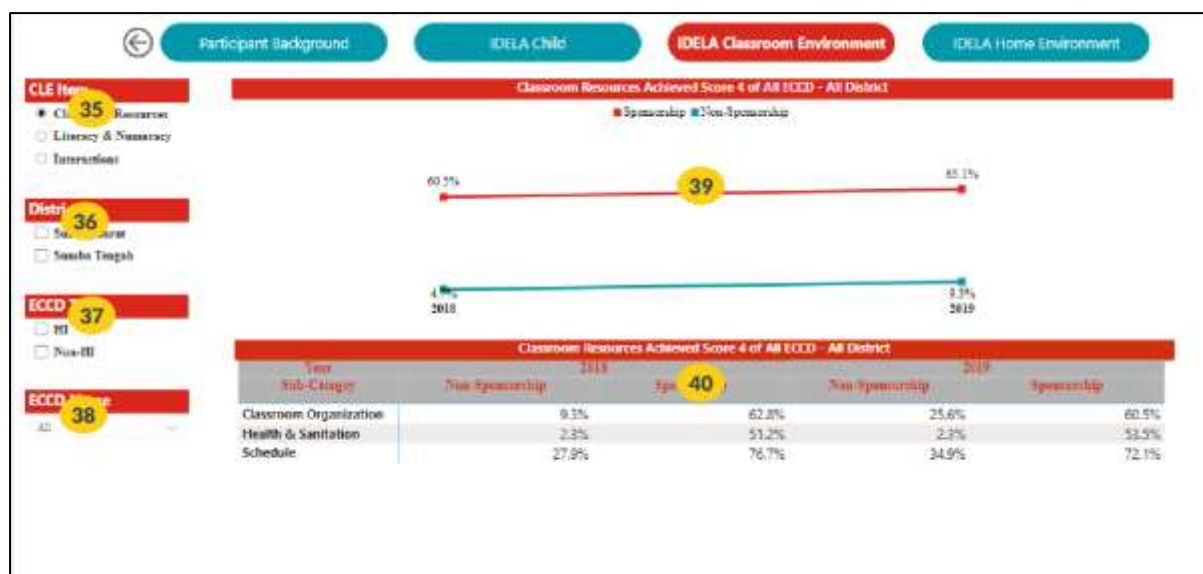 Participant Background IDELA Child IDELA Classroom Environment IDELA Home Environment
CLE Item
35
Resources
Literacy & Numeracy
Interactions
36
Sumba Tengah
ECCD
37
HI
Non-HI
ECCD
38
All
Classroom Resources Achieved Score 4 of All ECCD - All District
Sponsorship Non-Sponsorship
60.5% 39 65.1%
2018 2019
Classroom Resources Achieved Score 4 of All ECCD - All District
Year 2018 2019
Non-Sponsorship 40 Non-Sponsorship Sponsorship
Classroom Organization 9.3% 62.8% 25.6% 60.5%
Health & Sanitation 2.3% 51.2% 2.3% 53.5%
Schedule 27.9% 76.7% 34.9% 72.1%